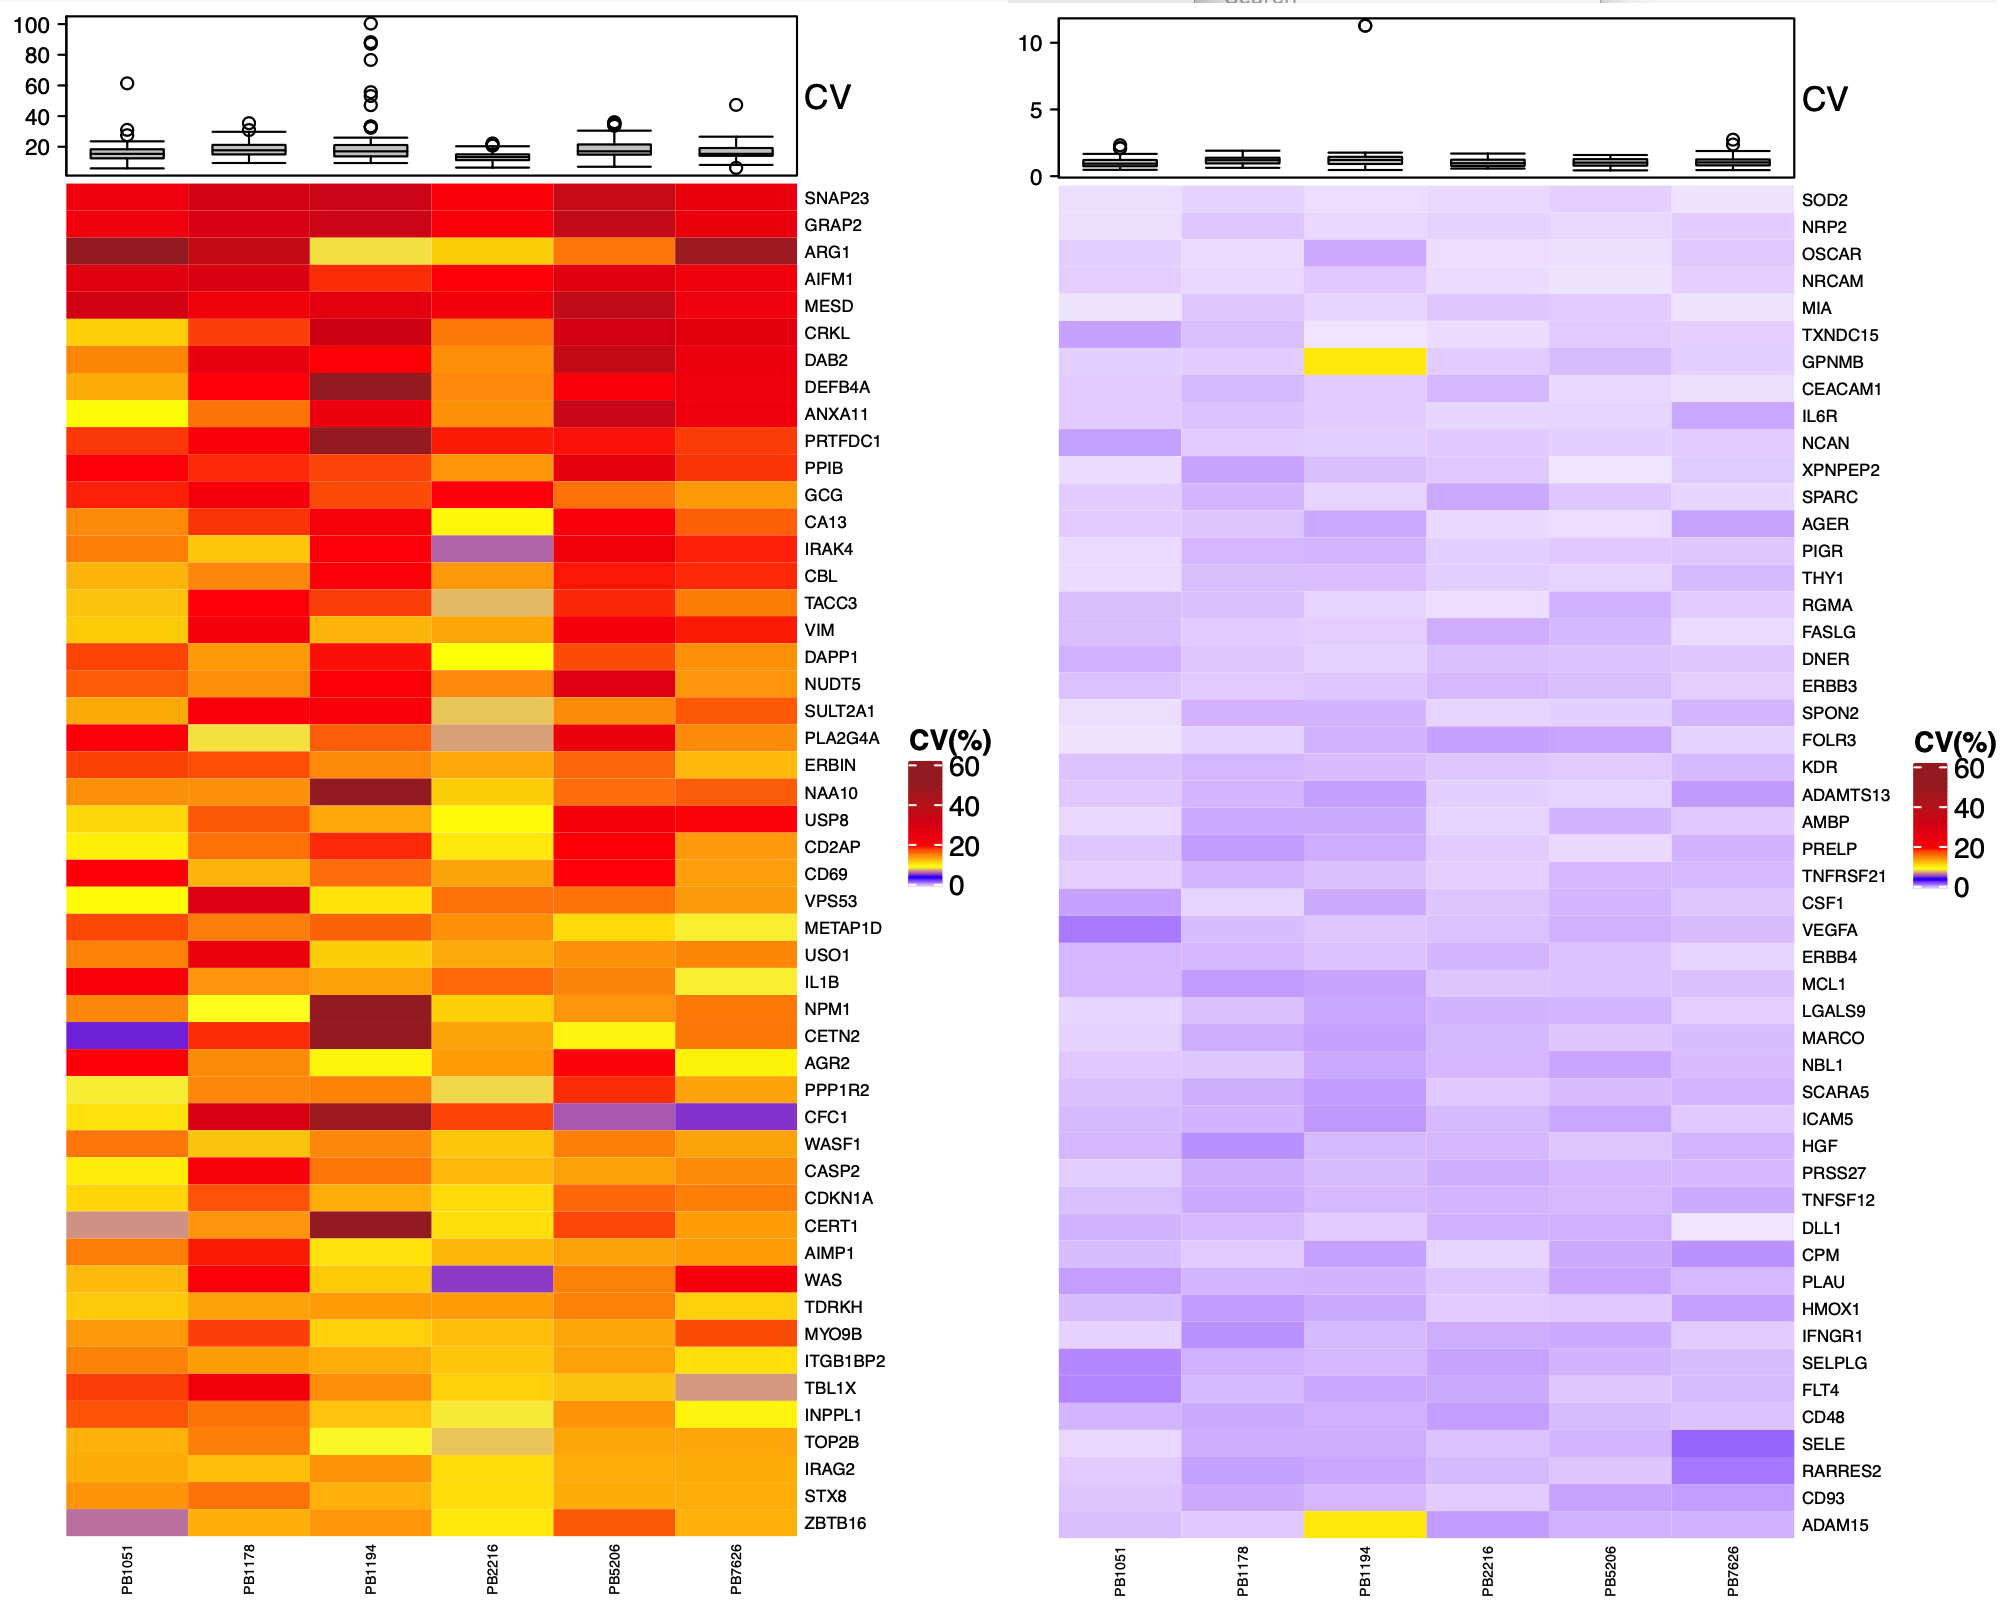 Search
100
80
60
40
20
CV
SNAP23
GRAP2
ARG1
AIFM1
MESD
CRKL
DAB2
DEFB4A
ANXA11
PRTFDC1
PPIB
GCG
CA13
IRAK4
CBL
TACC3
VIM
DAPP1
NUDT5
SULT2A1
PLA2G4A
ERBIN
NAA10
USP8
CD2AP
CD69
VPS53
METAP1D
USO1
IL1B
NPM1
CETN2
AGR2
PPP1R2
CFC1
WASF1
CASP2
CDKN1A
CERT1
AIMP1
WAS
TDRKH
MYO9B
ITGB1BP2
TBL1X
INPPL1
TOP2B
IRAG2
STX8
ZBTB16
PB1051
PB1178
PB1194
PB2216
PB5206
PB7626
CV(%)
60
40
20
0
10
5
0
CV
SOD2
NRP2
OSCAR
NRCAM
MIA
TXNDC15
GPNMB
CEACAM1
IL6R
NCAN
XPNPEP2
SPARC
AGER
PIGR
THY1
RGMA
FASLG
DNER
ERBB3
SPON2
FOLR3
KDR
ADAMTS13
AMBP
PRELP
TNFRSF21
CSF1
VEGFA
ERBB4
MCL1
LGALS9
MARCO
NBL1
SCARA5
ICAM5
HGF
PRSS27
TNFSF12
DLL1
CPM
PLAU
HMOX1
IFNGR1
SELPLG
FLT4
CD48
SELE
RARRES2
CD93
ADAM15
PB1051
PB1178
PB1194
PB2216
PB5206
PB7626
CV(%)
60
40
20
0